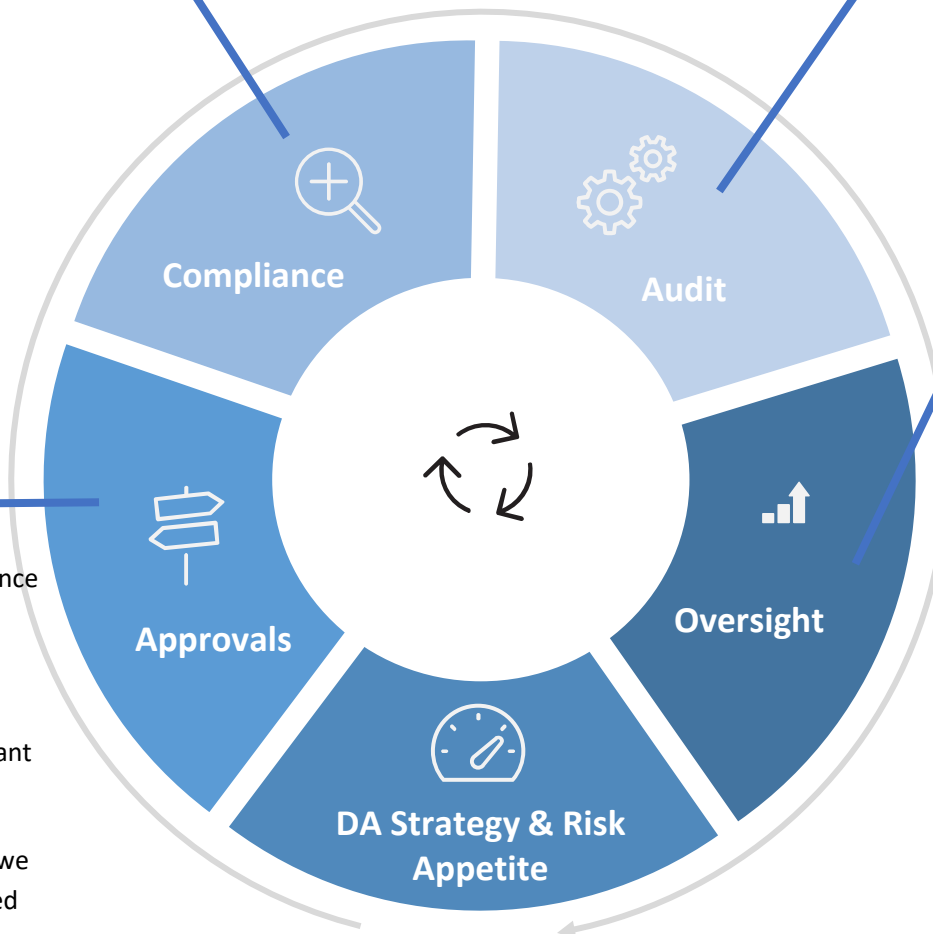 Compliance
Audit
nce
Approvals
Oversight
ant
DA Strategy & Risk
Appetite
we
ed